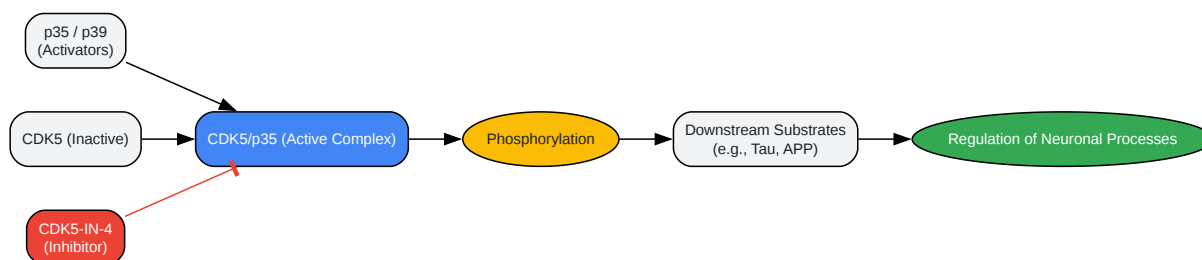 p35 / p39
(Activators)
CDK5 (Inactive)
CDK5/p35 (Active Complex)
Phosphorylation
Downstream Substrates
(e.g., Tau, APP)
Regulation of Neuronal Processes
CDK5-IN-4
(Inhibitor)